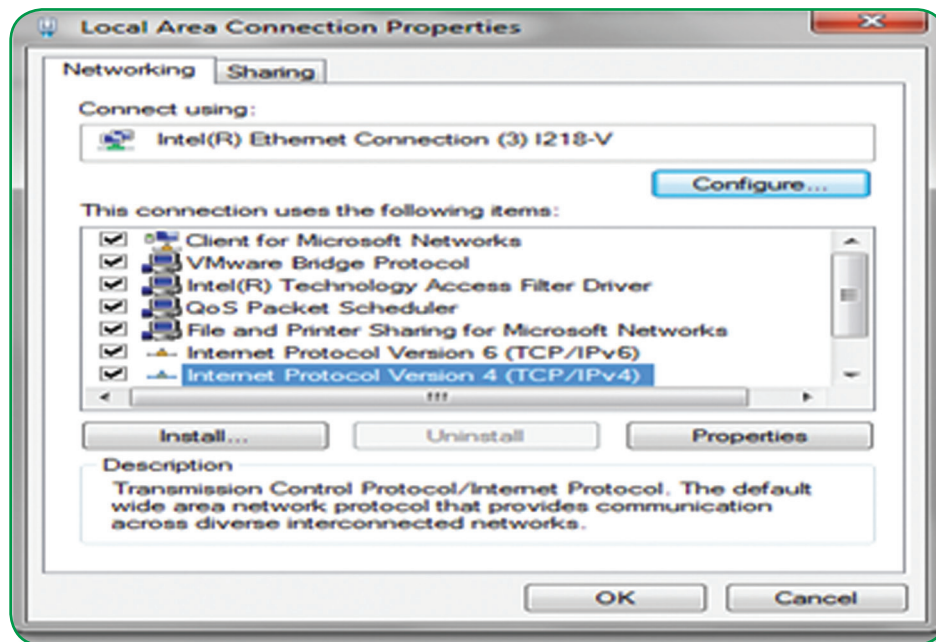 Local Area Connection Properties
Networking
Sharing
Connect using:
Intel(R) Ethernet Connection (3) I218-V
Configure...
This connection uses the following items:
Client for Microsoft Networks
VMware Bridge Protocol
Intel(R) Technology Access Filter Driver
QoS Packet Scheduler
File and Printer Sharing for Microsoft Networks
Internet Protocol Version 6 (TCP/IPv6)
Internet Protocol Version 4 (TCP/IPv4)
Install...
Uninstall
Properties
Description
Transmission Control Protocol/Internet Protocol. The default
wide area network protocol that provides communication
across diverse interconnected networks.
OK
Cancel